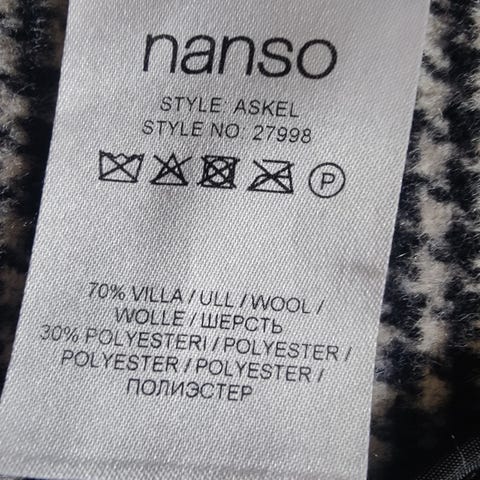 nanso
STYLE: ASKEL
STYLE NO: 27998
P
70% VILLA / ULL / WOOL /
WOLLE / ШЕРСТЬ
30% POLYESTERI / POLYESTER /
POLYESTER / POLYESTER /
ПОЛИЭСТЕР